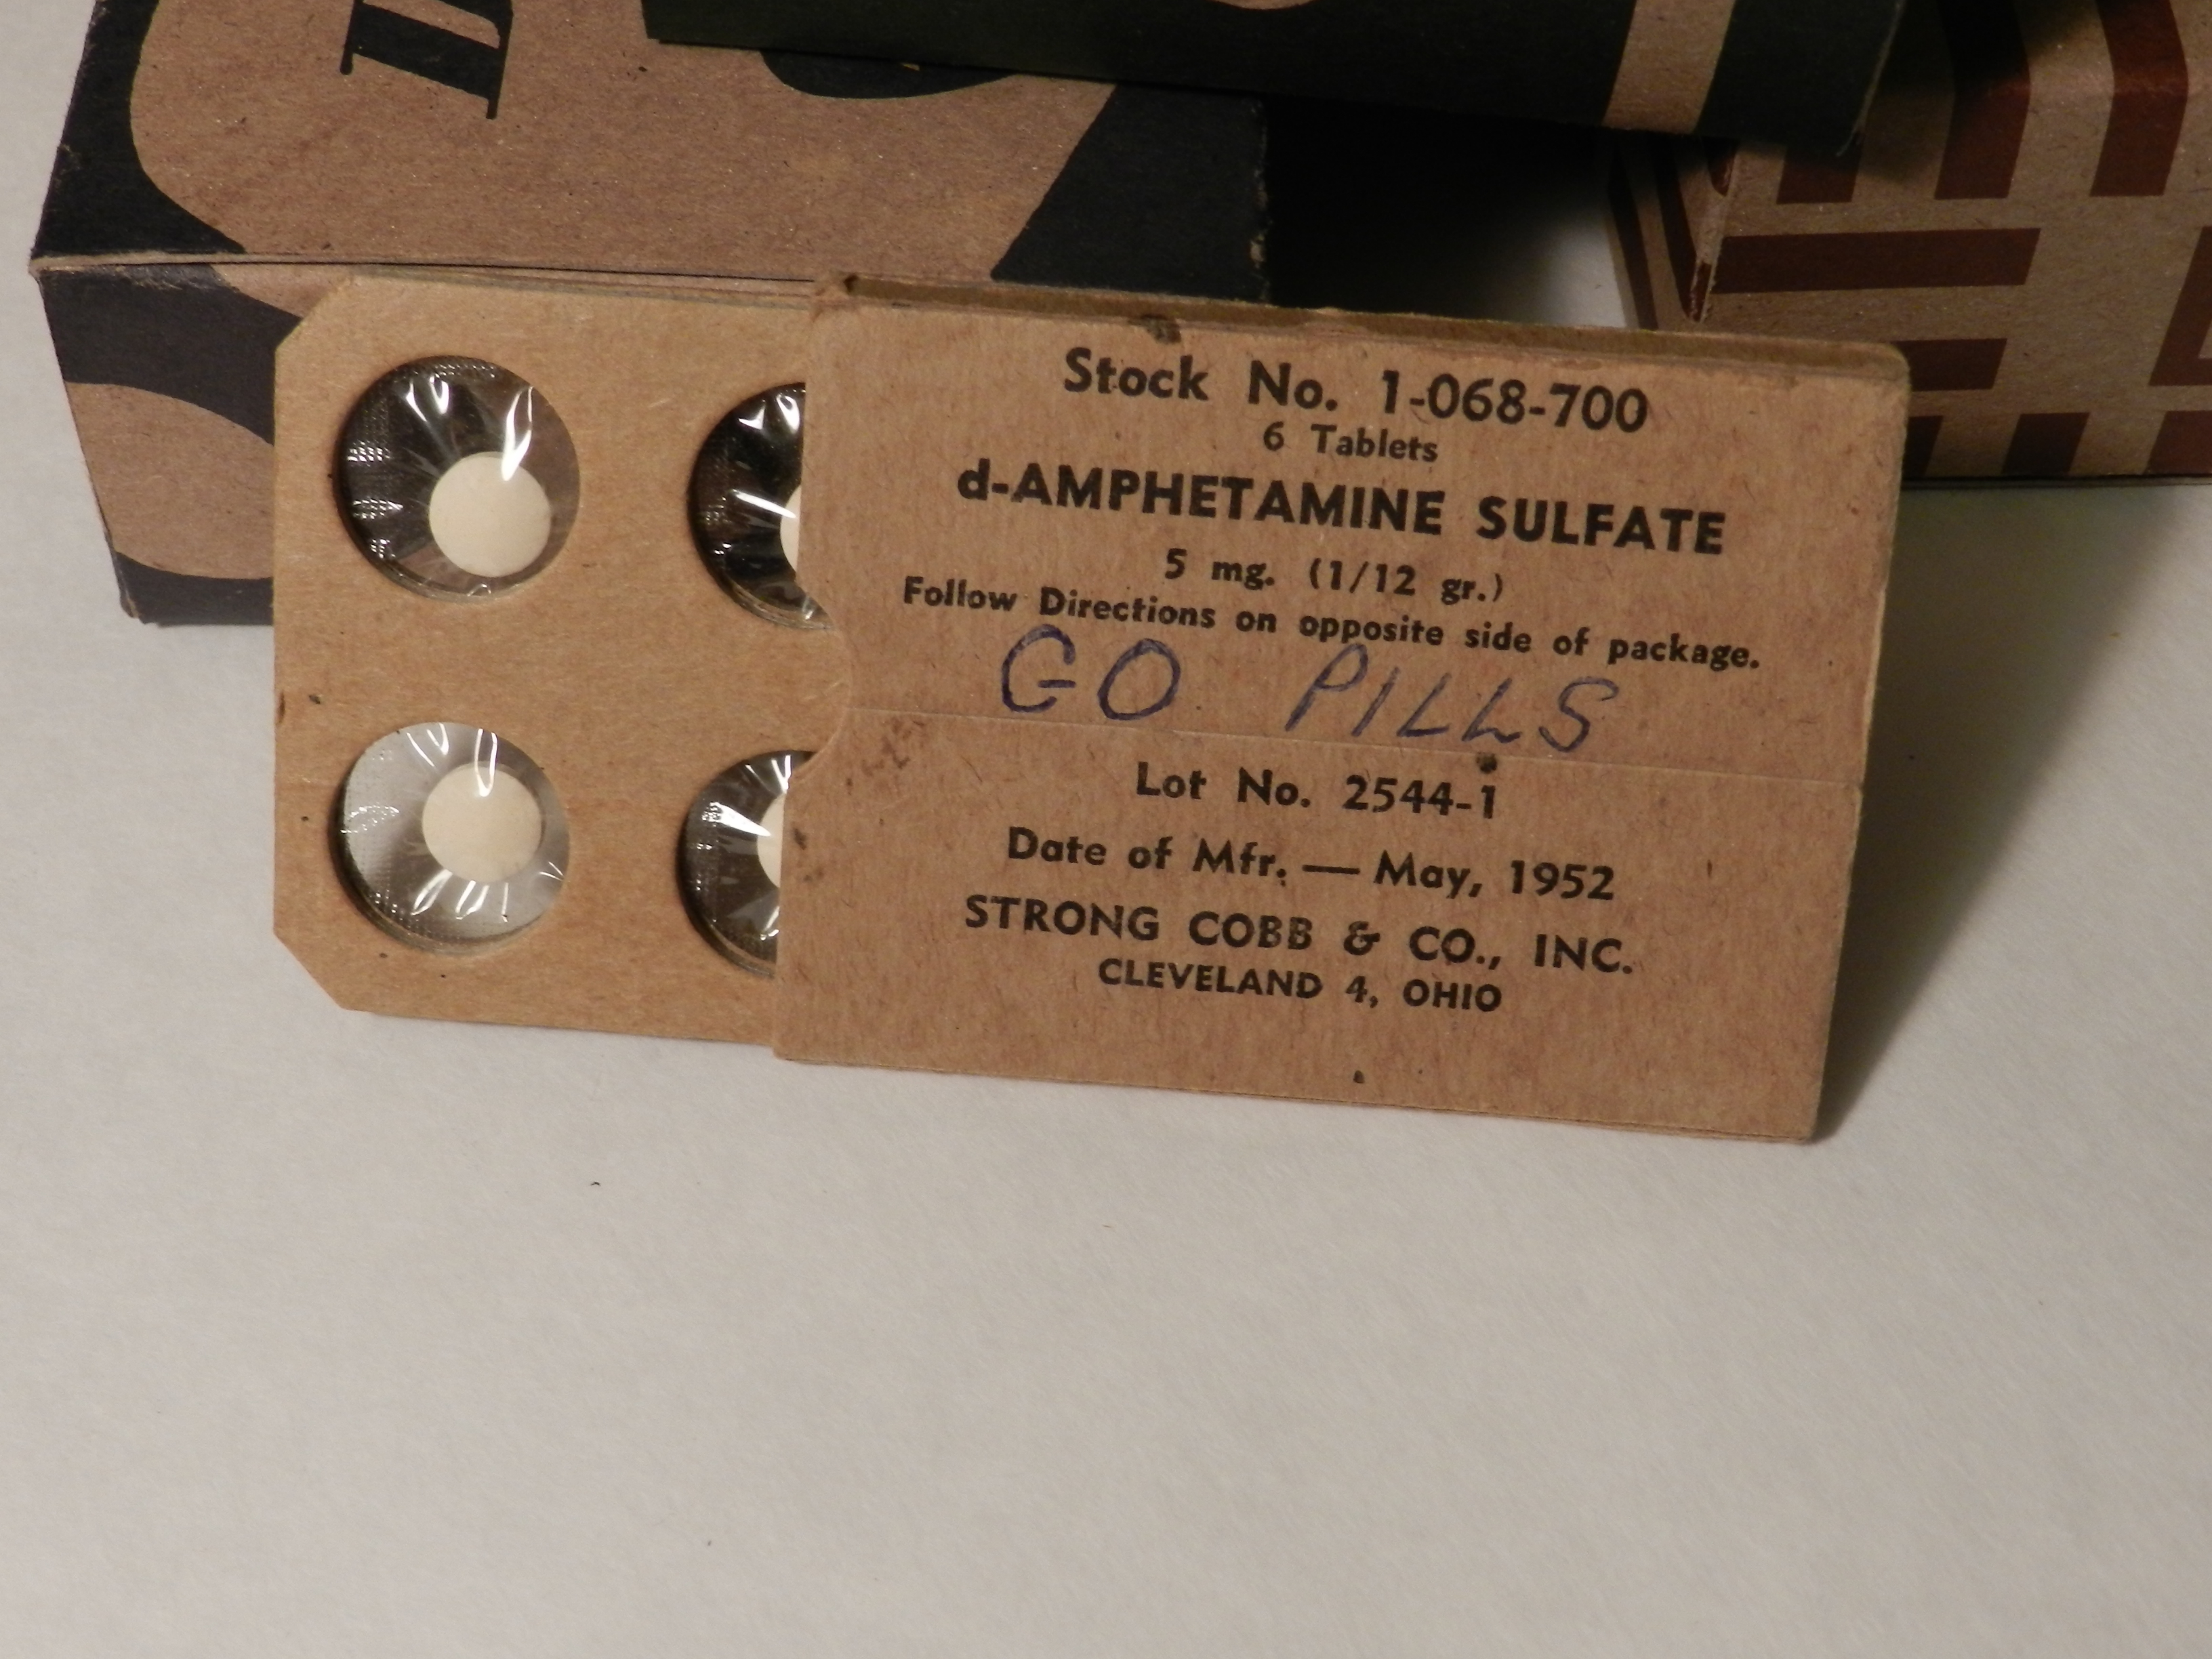 Stock No. 1-068-700
6 Tablets
d-AMPHETAMINE SULFATE
5 mg. (1/12 gr.)
Follow Directions on opposite side of package.
GO PILLS
Lot No. 2544-1
Date of Mfr. — May, 1952
STRONG COBB & CO., INC.
CLEVELAND 4, OHIO